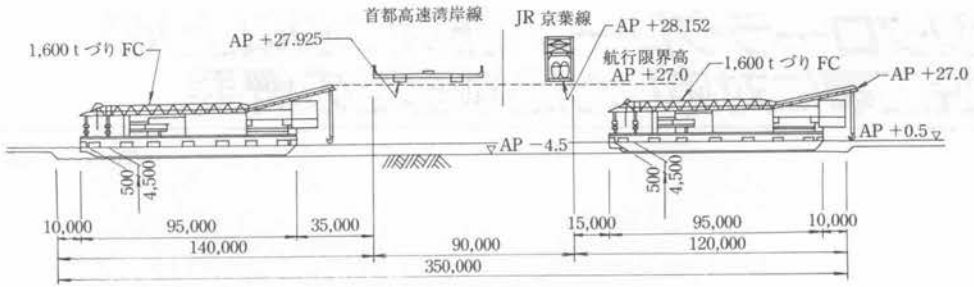 首都高速湾岸線
JR 京葉線
1,600 t づり FC
AP +27.925
AP +28.152
航行限界高
AP +27.0
1,600 t づり FC
AP +27.0
AP +0.5
AP −4.5
500
4,500
500
4,500
10,000
95,000
35,000
15,000
95,000
10,000
140,000
90,000
120,000
350,000